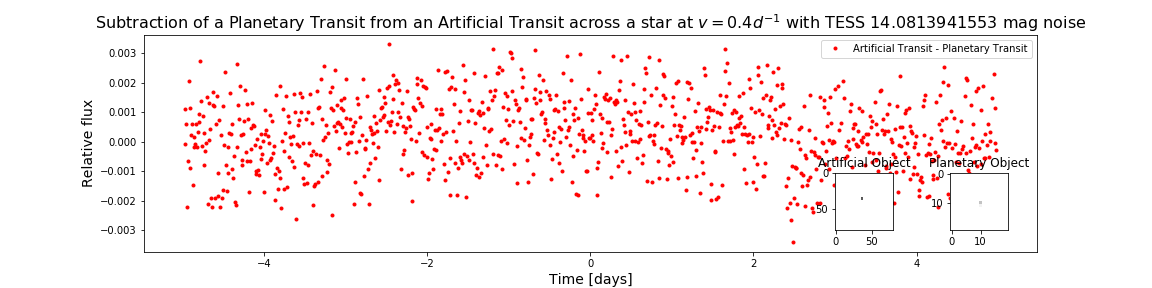 Subtraction of a Planetary Transit from an Artificial Transit across a star at v = 0.4d⁻¹ with TESS 14.0813941553 mag noise
Artificial Transit - Planetary Transit
Relative flux
0.003
0.002
0.001
0.000
−0.001
−0.002
−0.003
Artificial Object
0
50
0 50
Planetary Object
0
10
0 10
−4 −2 0 2 4
Time [days]